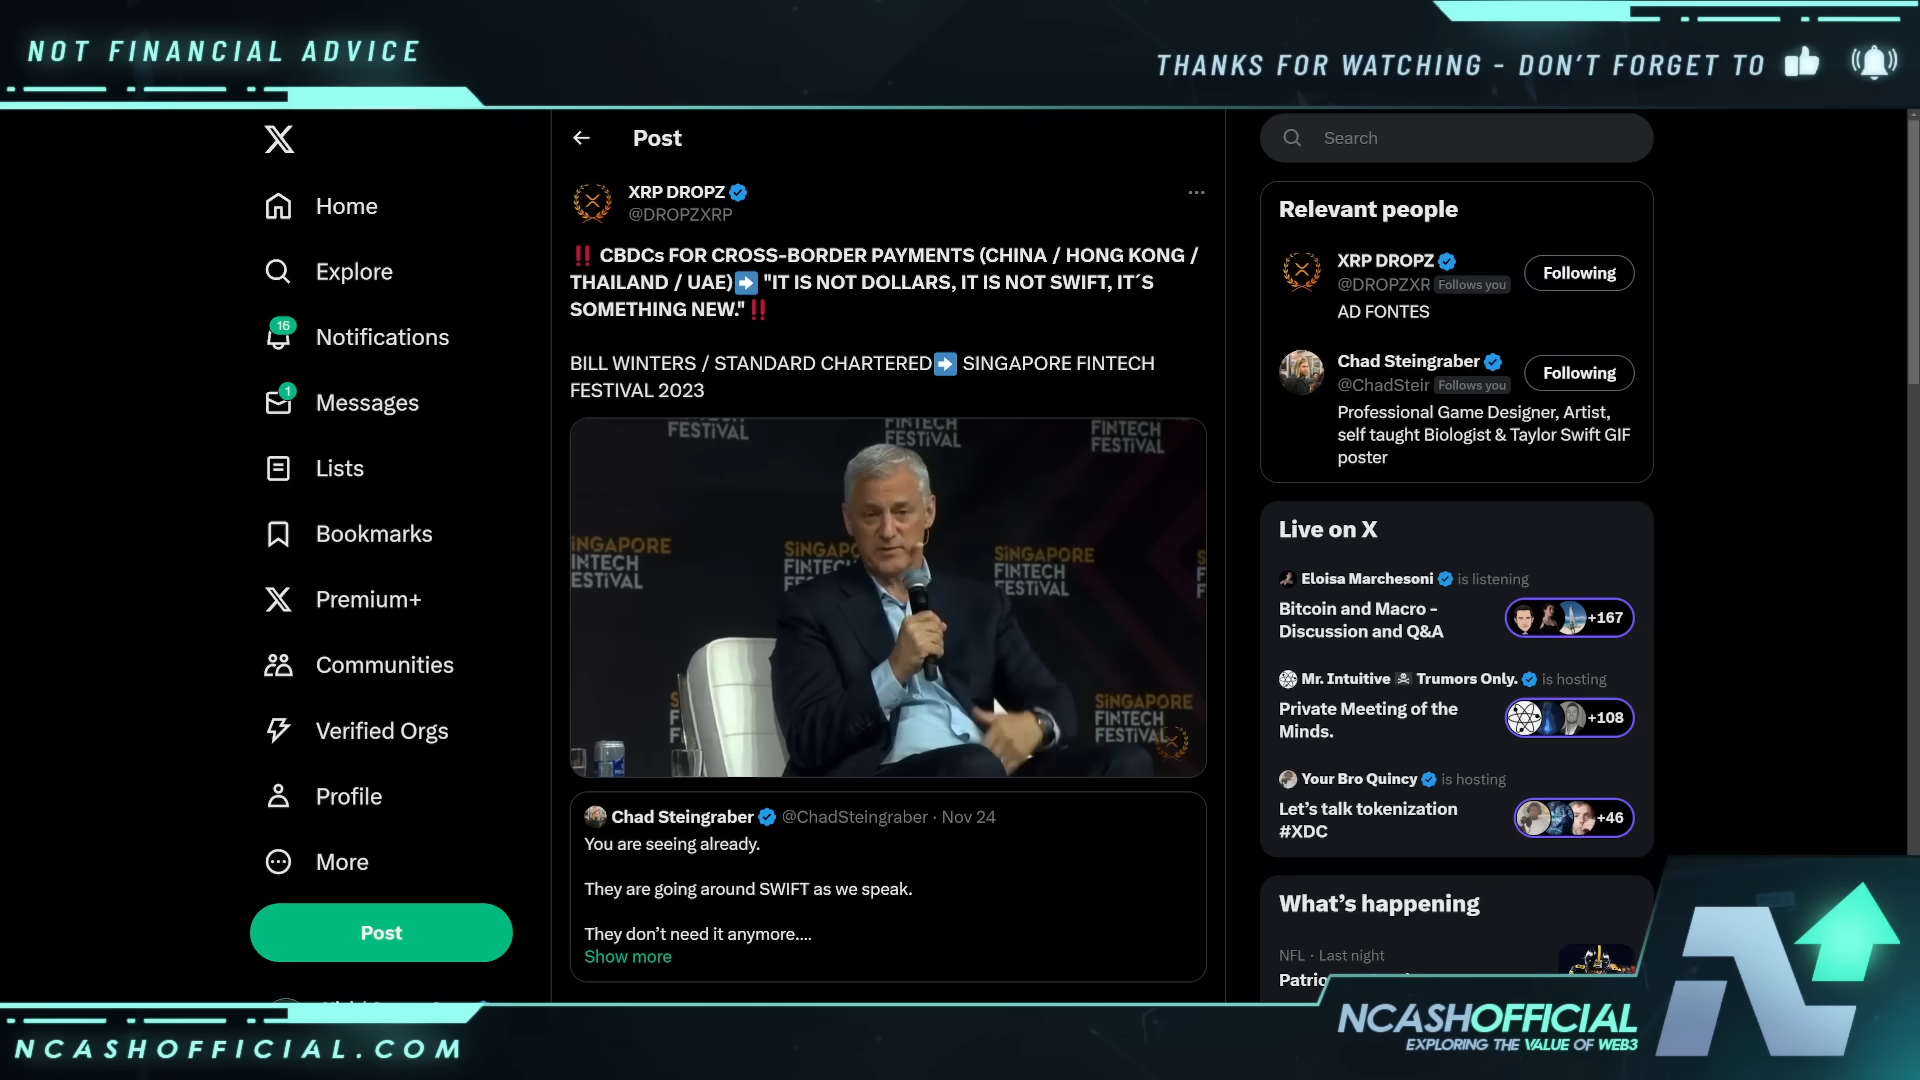 NOT FINANCIAL ADVICE
THANKS FOR WATCHING - DON'T FORGET TO
Home
Explore
16
Notifications
1
Messages
Lists
Bookmarks
Premium+
Communities
Verified Orgs
Profile
More
Post
Post
XRP DROPZ
@DROPZXRP
‼️ CBDCs FOR CROSS-BORDER PAYMENTS (CHINA / HONG KONG /
THAILAND / UAE)➡️ "IT IS NOT DOLLARS, IT IS NOT SWIFT, IT´S
SOMETHING NEW."‼️
BILL WINTERS / STANDARD CHARTERED➡️ SINGAPORE FINTECH
FESTIVAL 2023
FESTIVAL
FINTECH
FESTIVAL
FINTECH
FESTIVAL
SINGAPORE
FINTECH
FESTIVAL
Chad Steingraber @ChadSteingraber · Nov 24
You are seeing already.
They are going around SWIFT as we speak.
They don't need it anymore....
Show more
Search
Relevant people
XRP DROPZ
@DROPZXR Follows you
Following
AD FONTES
Chad Steingraber
@ChadSteir Follows you
Following
Professional Game Designer, Artist,
self taught Biologist & Taylor Swift GIF
poster
Live on X
Eloisa Marchesoni is listening
Bitcoin and Macro -
Discussion and Q&A
+167
Mr. Intuitive ☠ Trumors Only. is hosting
Private Meeting of the
Minds.
+108
Your Bro Quincy is hosting
Let's talk tokenization
#XDC
+46
What's happening
NFL · Last night
NCASHOFFICIAL.COM
NCASHOFFICIAL
EXPLORING THE VALUE OF WEB3